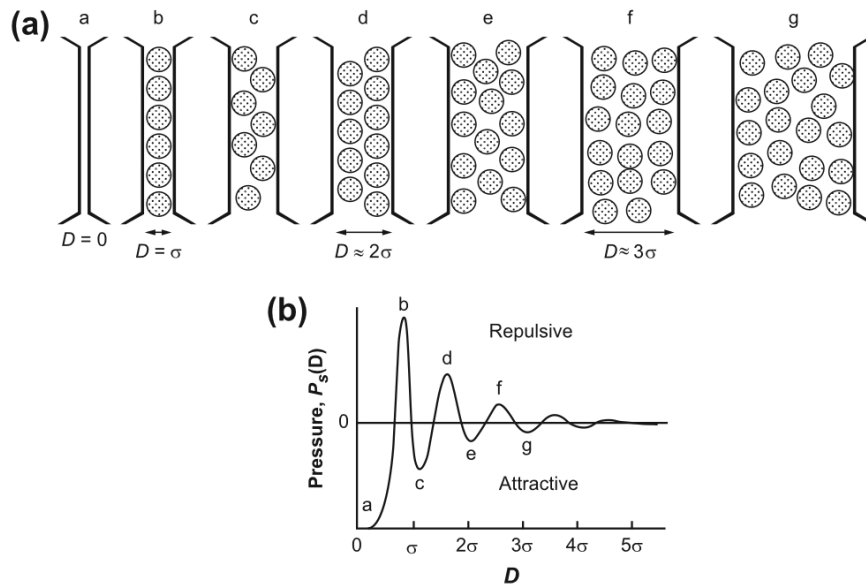 (a)
a b c d e f g
D = 0
D = σ
D ≈ 2σ
D≈ 3σ
(b)
Pressure, Pₛ(D)
Repulsive
Attractive
0
a
b
c
d
e
f
g
0 σ 2σ 3σ 4σ 5σ
D